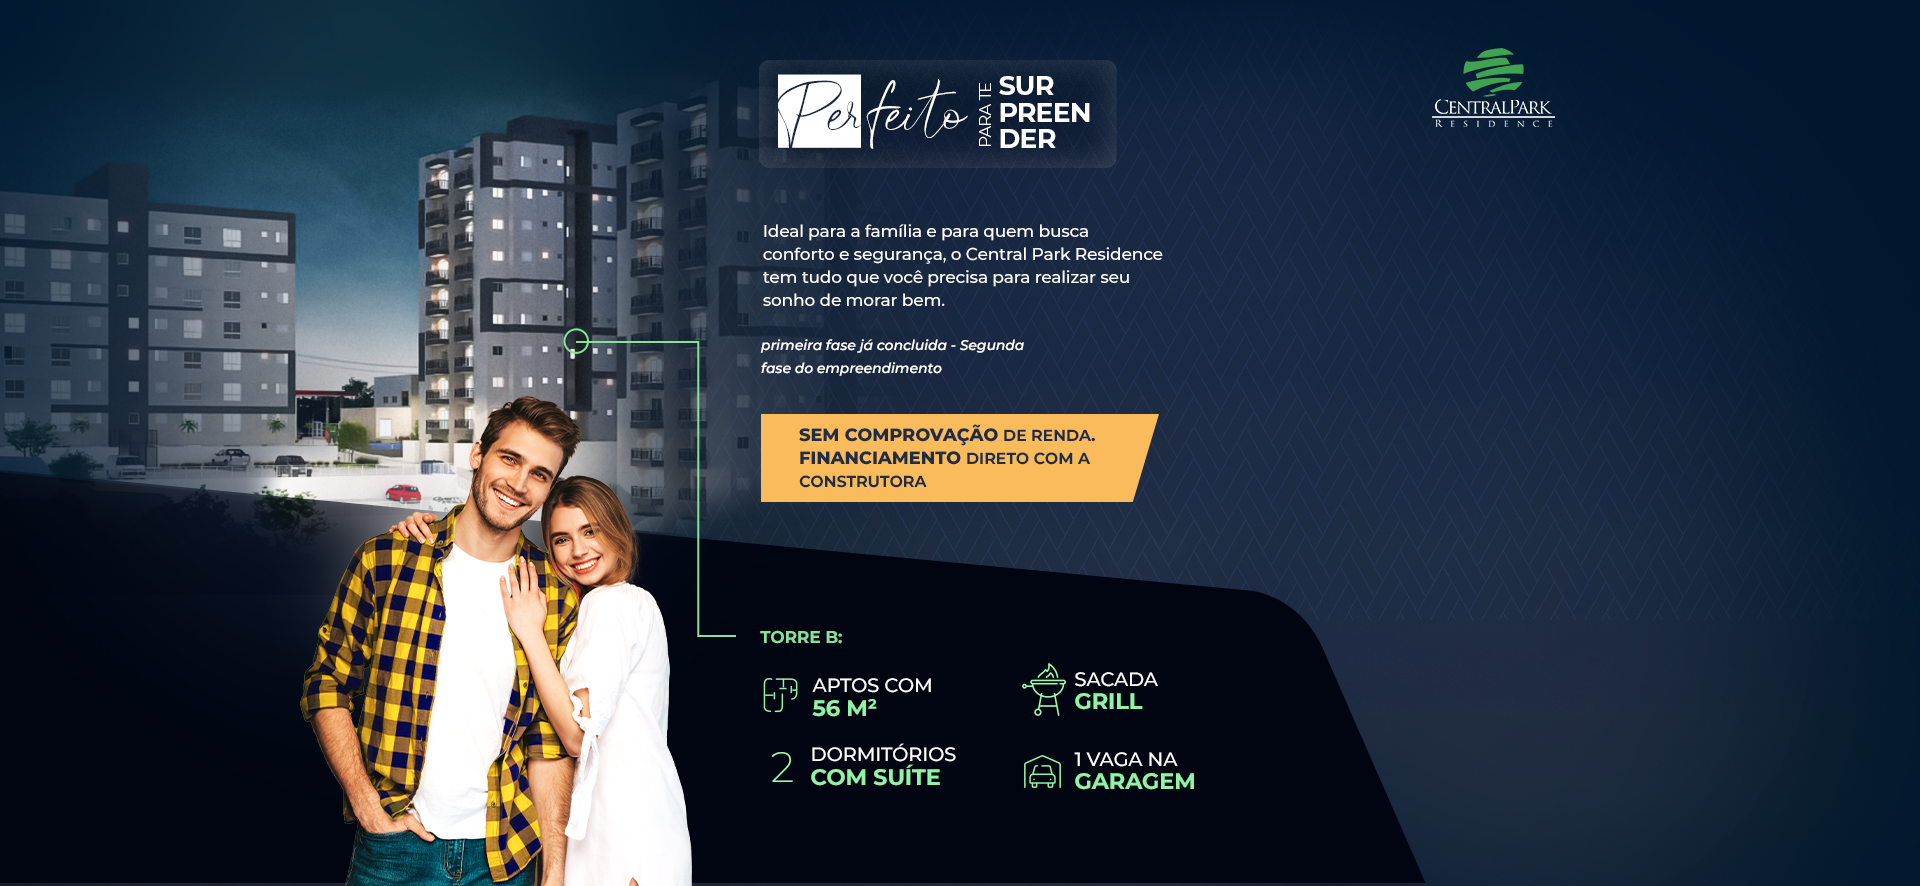 Perfeito
PARA TE
SUR
PREEN
DER
CENTRALPARK
RESIDENCE
Ideal para a família e para quem busca
conforto e segurança, o Central Park Residence
tem tudo que você precisa para realizar seu
sonho de morar bem.
primeira fase já concluida - Segunda
fase do empreendimento
SEM COMPROVAÇÃO DE RENDA.
FINANCIAMENTO DIRETO COM A
CONSTRUTORA
TORRE B:
APTOS COM
56 M²
SACADA
GRILL
2 DORMITÓRIOS
COM SUÍTE
1 VAGA NA
GARAGEM